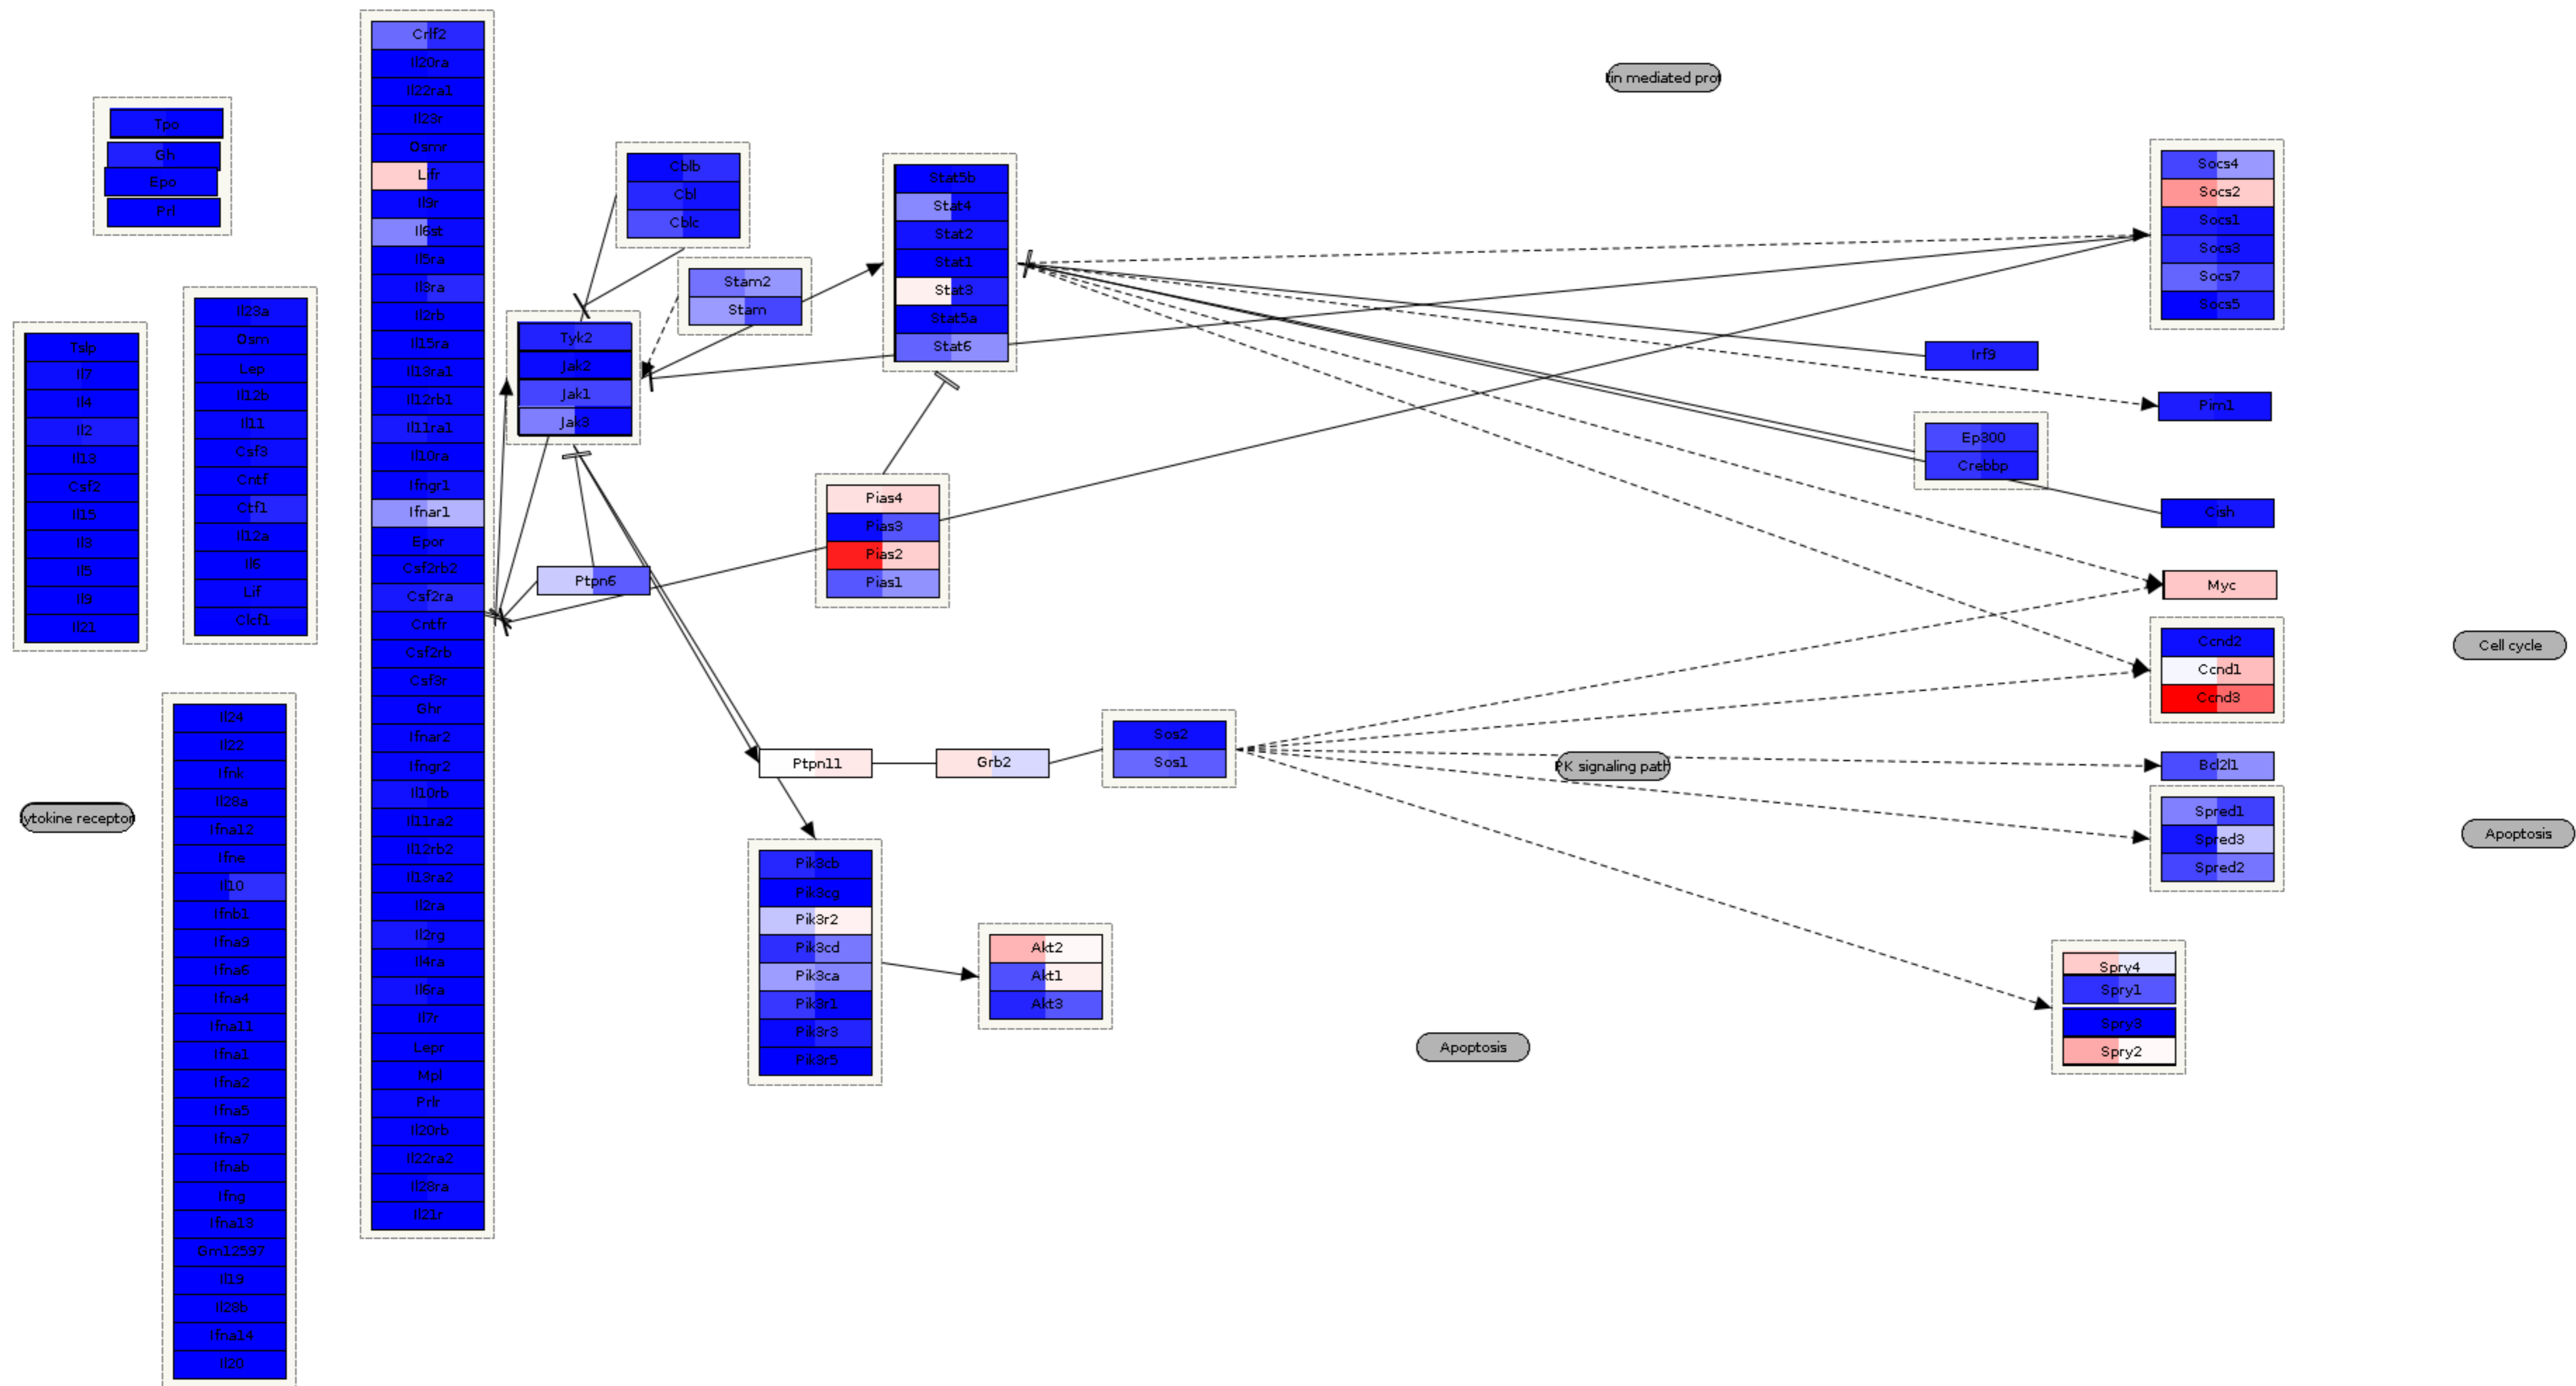 Tpo
Gh
Epo
Prl
Tslp
Il7
Il4
Il2
Il13
Csf2
Il15
Il3
Il5
Il9
Il21
Il23a
Osm
Lep
Il12b
Il11
Csf3
Cntf
Ctf1
Il12a
Il6
Lif
Clcf1
Il24
Il22
Ifnk
Il28a
Ifna12
Ifne
Il10
Ifnb1
Ifna9
Ifna6
Ifna4
Ifna11
Ifna1
Ifna2
Ifna5
Ifna7
Ifnab
Ifng
Ifna13
Gm12597
Il19
Il28b
Ifna14
Il20
ytokine receptor
Crlf2
Il20ra
Il22ra1
Il23r
Osmr
Lifr
Il9r
Il6st
Il5ra
Il3ra
Il2rb
Il15ra
Il13ra1
Il12rb1
Il11ra1
Il10ra
Ifngr1
Ifnar1
Epor
Csf2rb2
Csf2ra
Cntfr
Csf2rb
Csf3r
Ghr
Ifnar2
Ifngr2
Il10rb
Il11ra2
Il12rb2
Il13ra2
Il2ra
Il2rg
Il4ra
Il6ra
Il7r
Lepr
Mpl
Prlr
Il20rb
Il22ra2
Il28ra
Il21r
Cblb
Cbl
Cblc
Stam2
Stam
Tyk2
Jak2
Jak1
Jak3
Ptpn6
Stat5b
Stat4
Stat2
Stat1
Stat3
Stat5a
Stat6
Pias4
Pias3
Pias2
Pias1
Ptpn11
Grb2
Sos2
Sos1
Pik3cb
Pik3cg
Pik3r2
Pik3cd
Pik3ca
Pik3r1
Pik3r3
Pik3r5
Akt2
Akt1
Akt3
tin mediated prot
PK signaling path
Apoptosis
Socs4
Socs2
Socs1
Socs3
Socs7
Socs5
Irf9
Pim1
Ep300
Crebbp
Cish
Myc
Ccnd2
Ccnd1
Ccnd3
Bcl2l1
Spred1
Spred3
Spred2
Spry4
Spry1
Spry3
Spry2
Cell cycle
Apoptosis